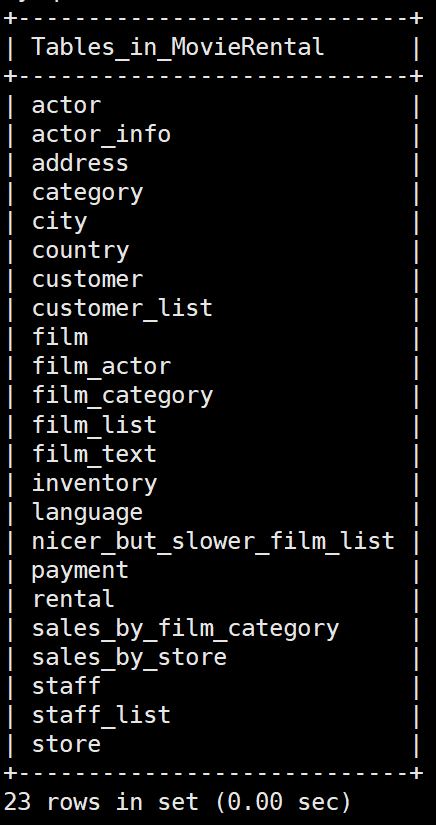 +----------------------------+
| Tables_in_MovieRental      |
+----------------------------+
| actor                      |
| actor_info                 |
| address                    |
| category                   |
| city                       |
| country                    |
| customer                   |
| customer_list              |
| film                       |
| film_actor                 |
| film_category              |
| film_list                  |
| film_text                  |
| inventory                  |
| language                   |
| nicer_but_slower_film_list |
| payment                    |
| rental                     |
| sales_by_film_category     |
| sales_by_store             |
| staff                      |
| staff_list                 |
| store                      |
+----------------------------+
23 rows in set (0.00 sec)